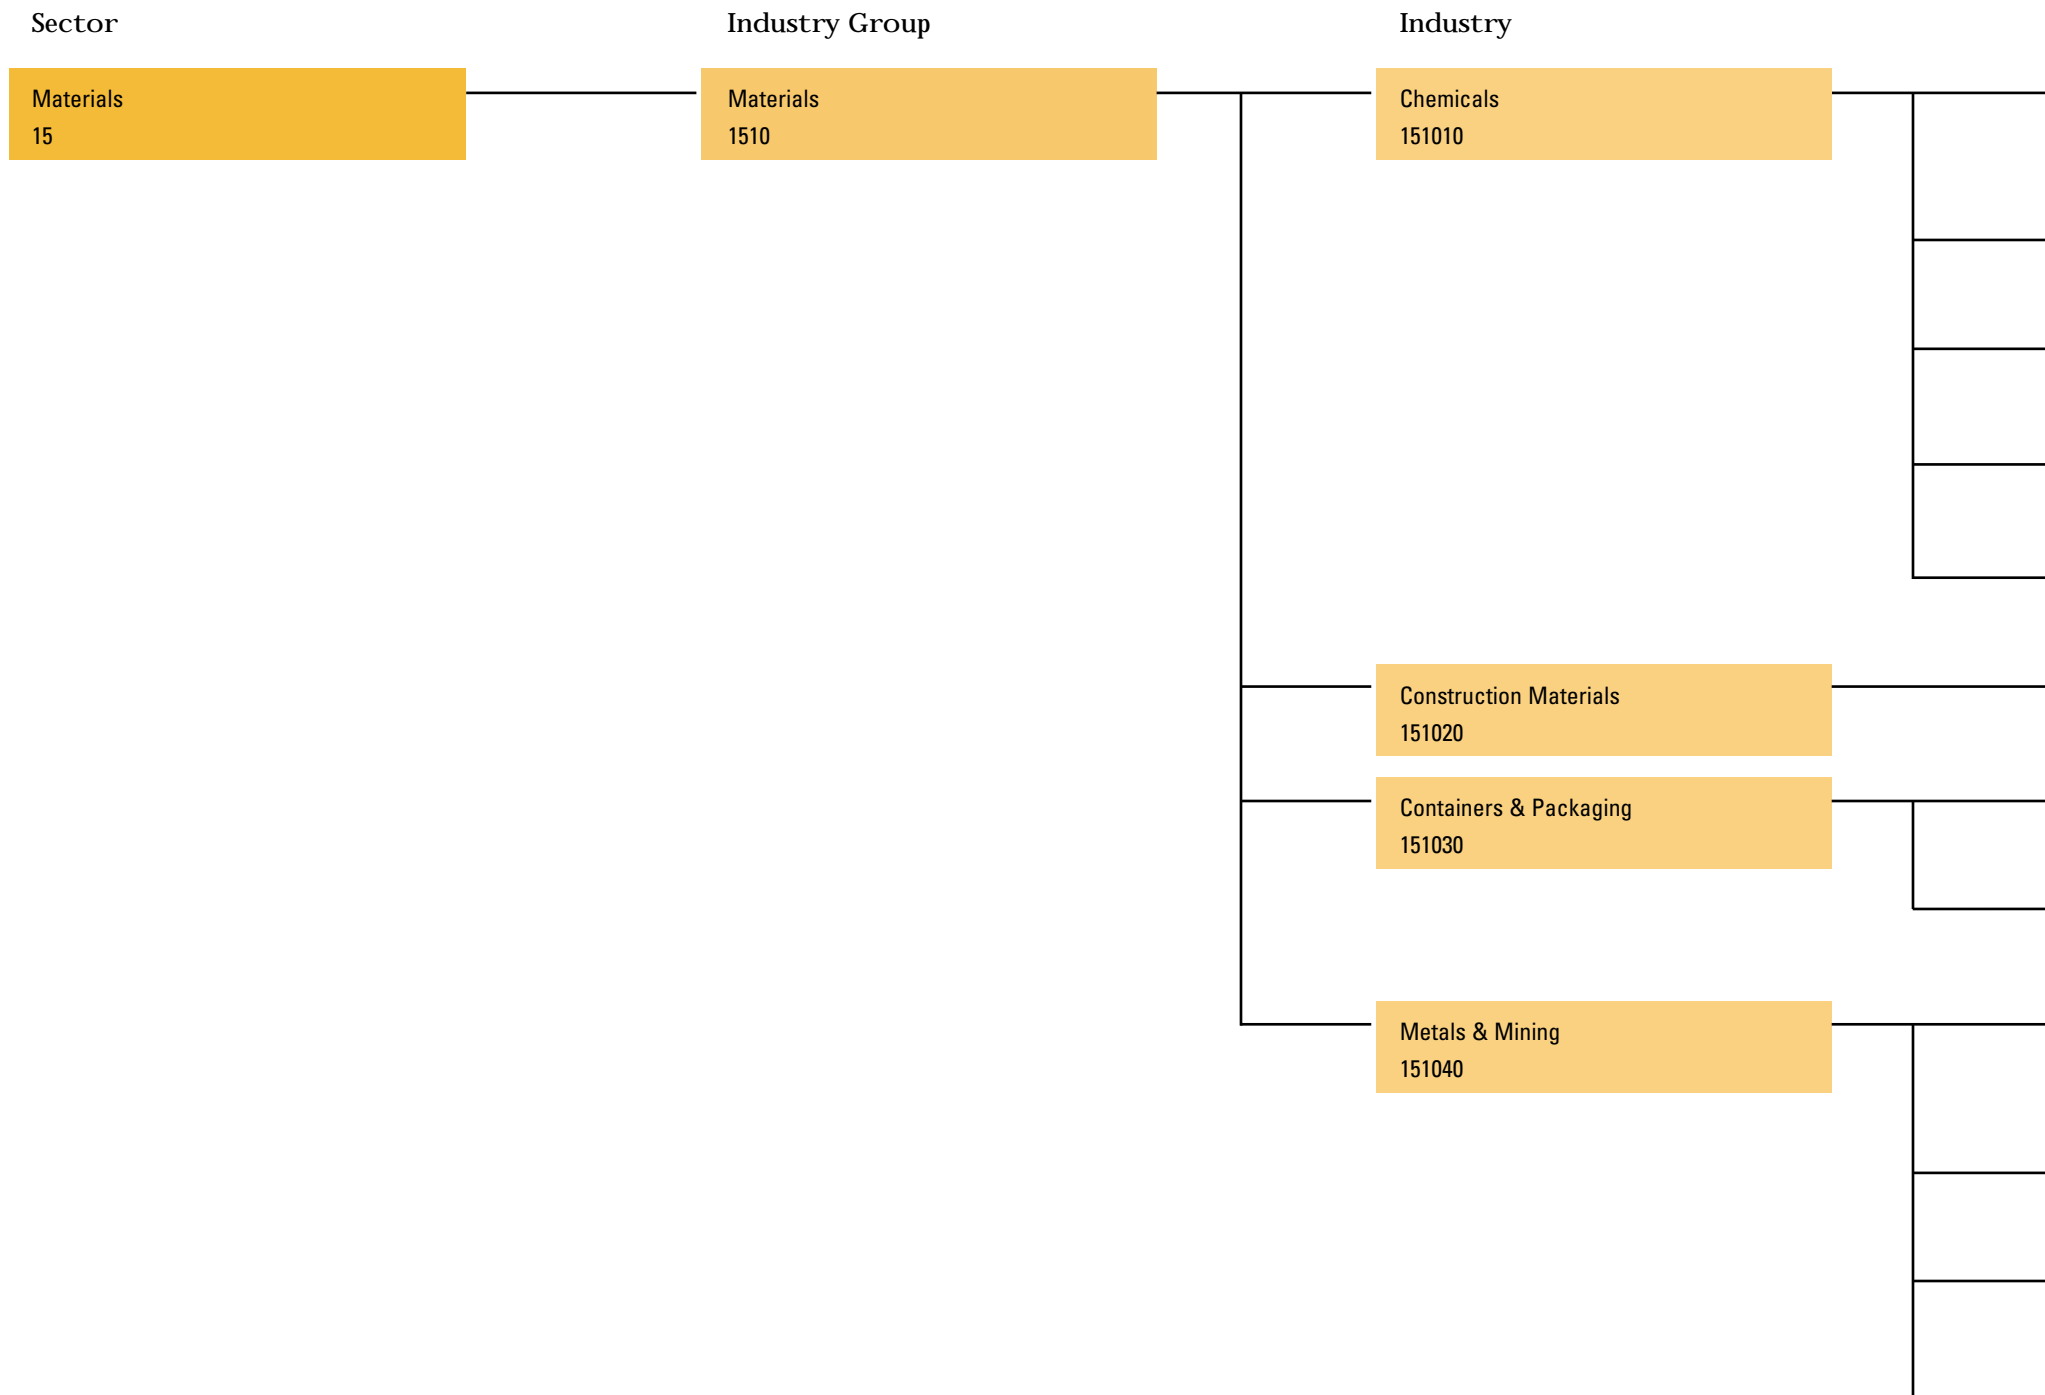 Sector
Industry Group
Industry
Materials
15
Materials
1510
Chemicals
151010
Construction Materials
151020
Containers & Packaging
151030
Metals & Mining
151040